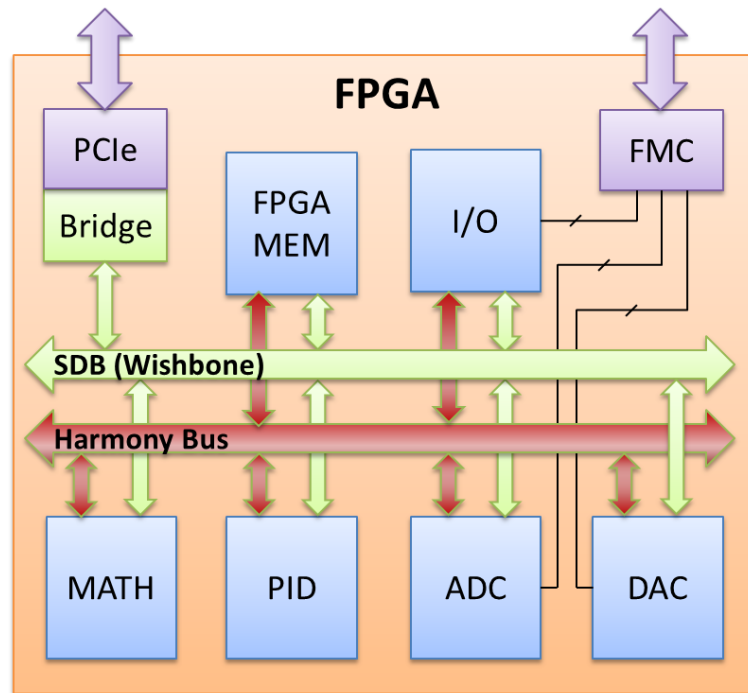 FPGA
PCIe
Bridge
FPGA
MEM
I/O
FMC
SDB (Wishbone)
Harmony Bus
MATH
PID
ADC
DAC